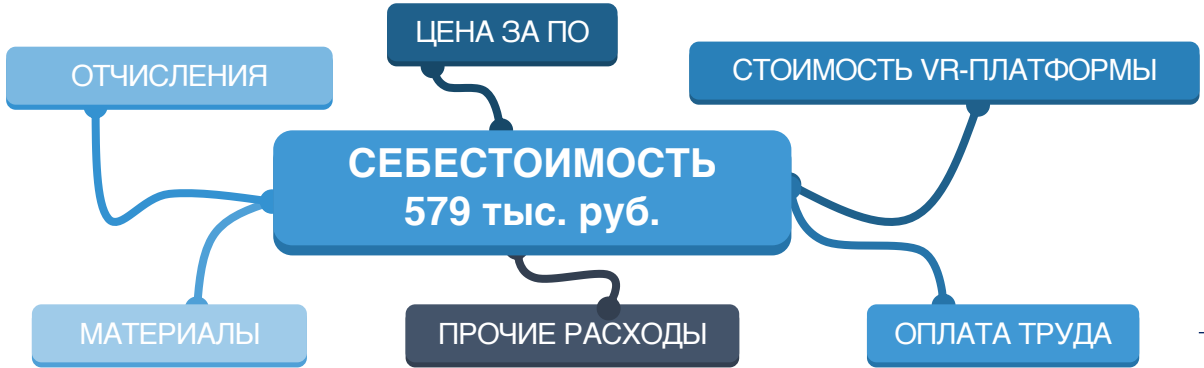 ЦЕНА ЗА ПО
ОТЧИСЛЕНИЯ
СТОИМОСТЬ VR-ПЛАТФОРМЫ
СЕБЕСТОИМОСТЬ
579 тыс. руб.
МАТЕРИАЛЫ
ПРОЧИЕ РАСХОДЫ
ОПЛАТА ТРУДА